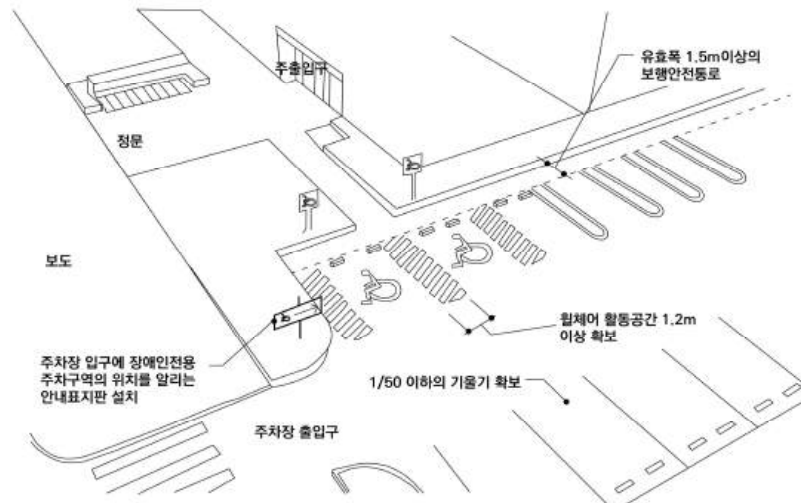 주출입구
유효폭 1.5m이상의
보행안전통로
정문
보도
휠체어 활동공간 1.2m
이상 확보
주차장 입구에 장애인전용
주차구역의 위치를 알리는
안내표지판 설치
1/50 이하의 기울기 확보
주차장 출입구